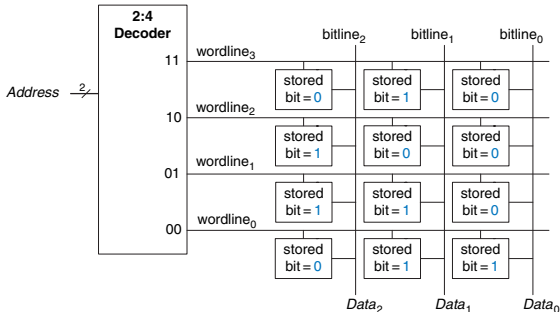 2:4
Decoder
bitline₂ bitline₁ bitline₀
11 wordline₃
Address 2
stored stored stored
bit = 0 bit = 1 bit = 0
10 wordline₂
stored stored stored
bit = 1 bit = 0 bit = 0
01 wordline₁
stored stored stored
bit = 1 bit = 1 bit = 0
00 wordline₀
stored stored stored
bit = 0 bit = 1 bit = 1
Data₂ Data₁ Data₀